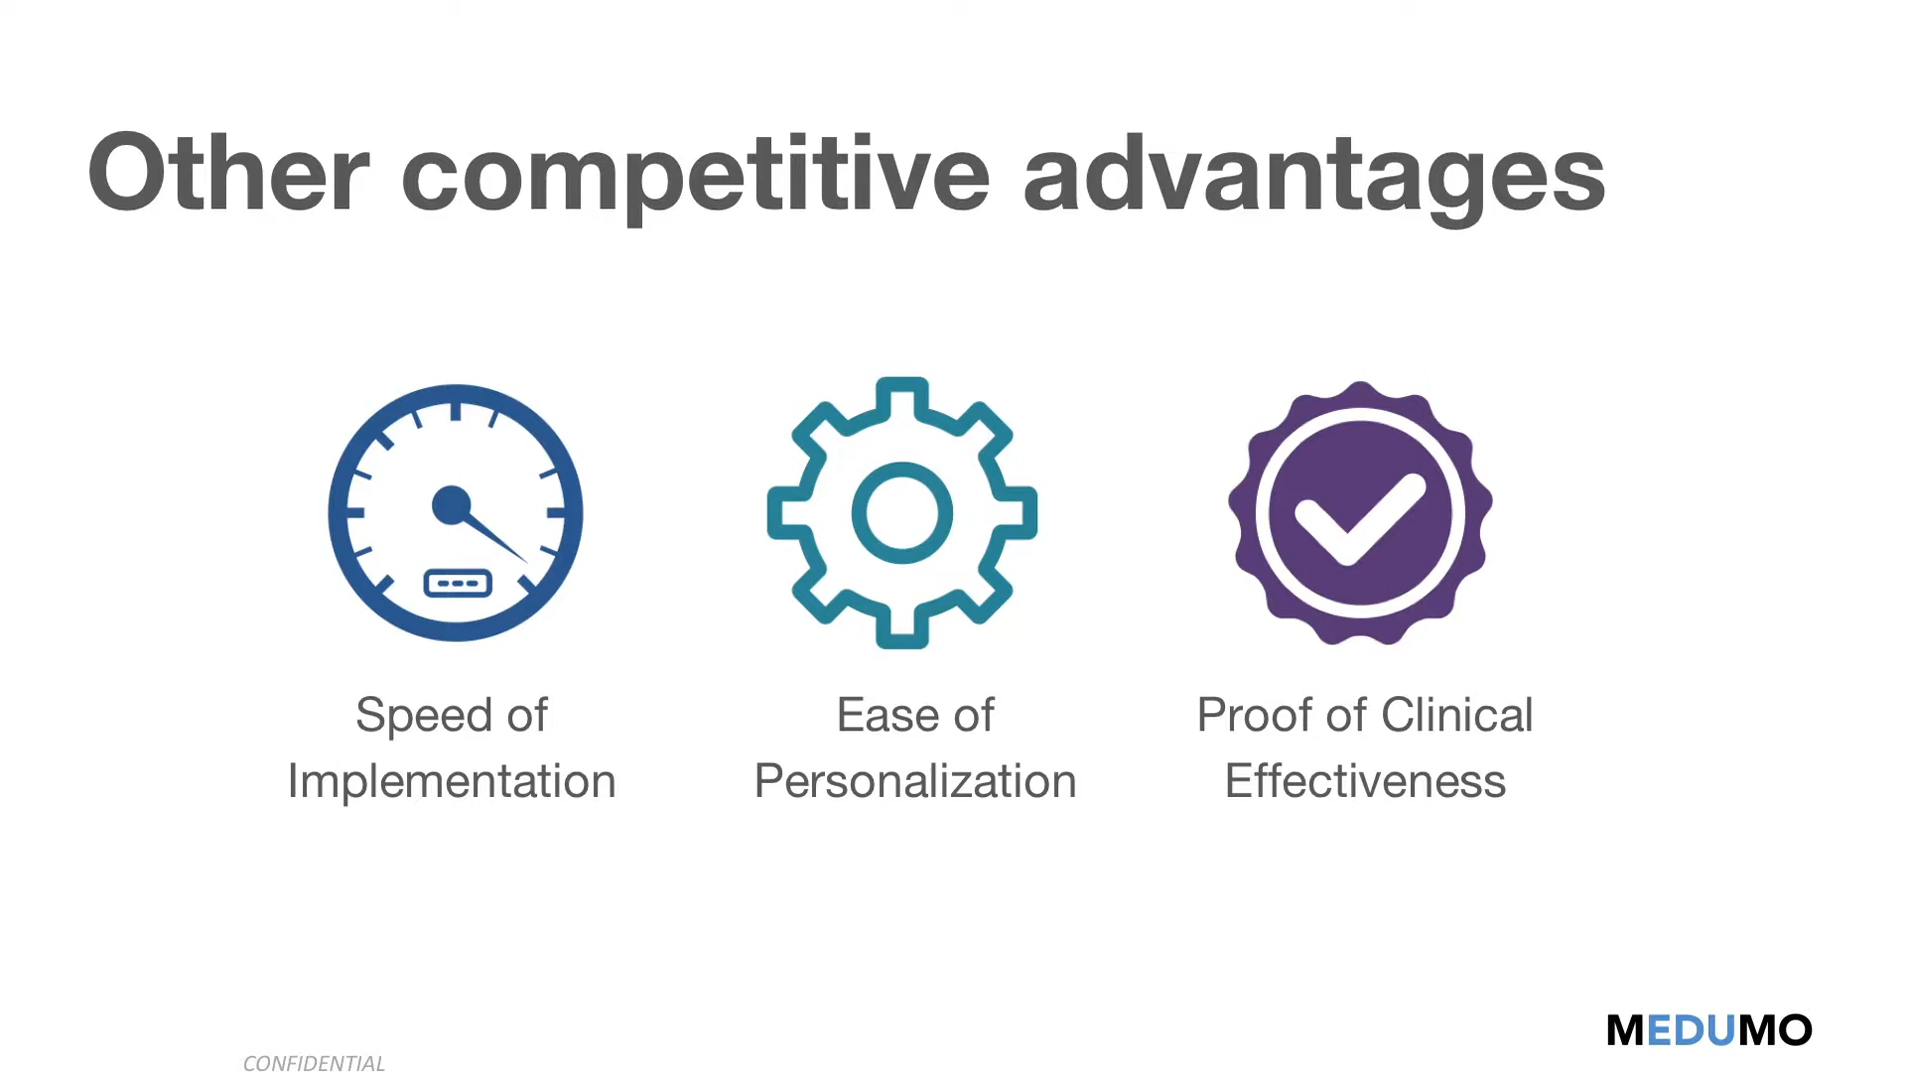 Other competitive advantages
Speed of
Implementation
Ease of
Personalization
Proof of Clinical
Effectiveness
MEDUMO
CONFIDENTIAL